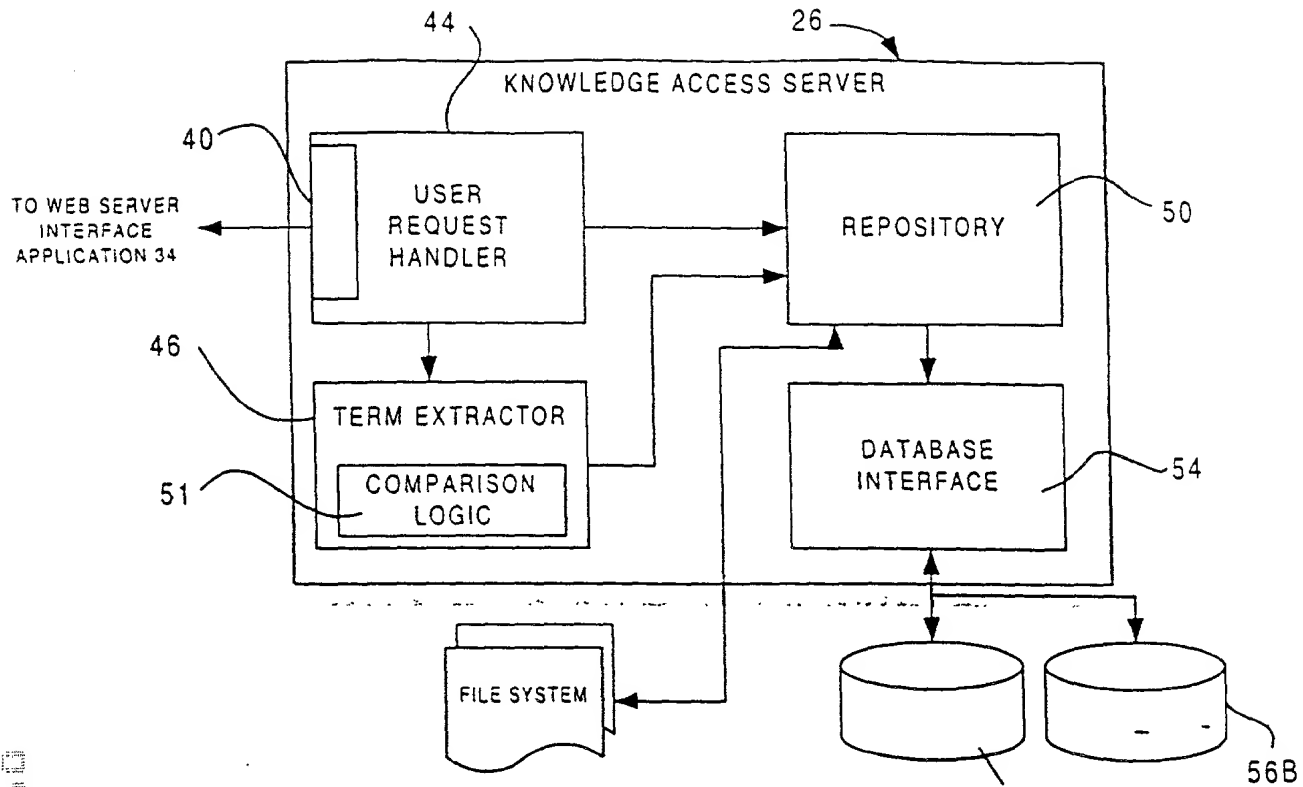 44
26
KNOWLEDGE ACCESS SERVER
40
USER
REQUEST
HANDLER
REPOSITORY
50
TO WEB SERVER
INTERFACE
APPLICATION 34
46
TERM EXTRACTOR
COMPARISON
LOGIC
51
DATABASE
INTERFACE
54
FILE SYSTEM
56B